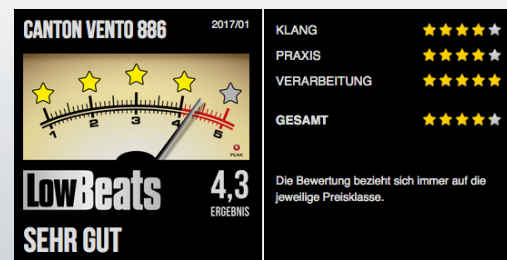 CANTON VENTO 886
2017/01
1 2 3 4 5
PEAK
LowBeats
4,3
ERGEBNIS
SEHR GUT
KLANG
PRAXIS
VERARBEITUNG
GESAMT
Die Bewertung bezieht sich immer auf die
jeweilige Preisklasse.